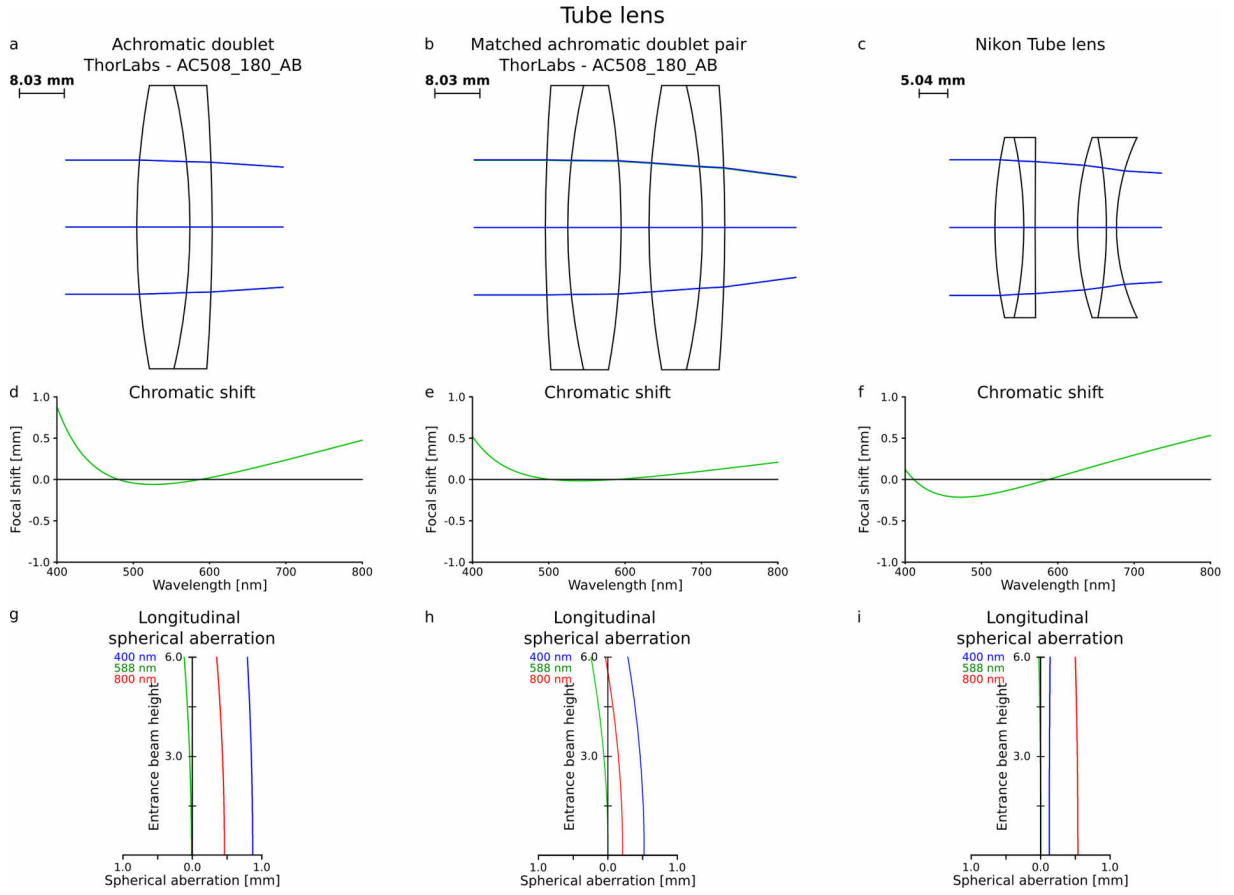 Tube lens
a
Achromatic doublet
ThorLabs - AC508_180_AB
8.03 mm
b
Matched achromatic doublet pair
ThorLabs - AC508_180_AB
8.03 mm
c
Nikon Tube lens
5.04 mm
d
Chromatic shift
1.0
0.5
0.0
-0.5
-1.0
Focal shift [mm]
400
500
600
700
800
Wavelength [nm]
e
Chromatic shift
1.0
0.5
0.0
-0.5
-1.0
Focal shift [mm]
400
500
600
700
800
Wavelength [nm]
f
Chromatic shift
1.0
0.5
0.0
-0.5
-1.0
Focal shift [mm]
400
500
600
700
800
Wavelength [nm]
g
Longitudinal
spherical aberration
400 nm
588 nm
800 nm
6.0
3.0
Entrance beam height
1.0
0.0
1.0
Spherical aberration [mm]
h
Longitudinal
spherical aberration
400 nm
588 nm
800 nm
6.0
3.0
Entrance beam height
1.0
0.0
1.0
Spherical aberration [mm]
i
Longitudinal
spherical aberration
400 nm
588 nm
800 nm
6.0
3.0
Entrance beam height
1.0
0.0
1.0
Spherical aberration [mm]